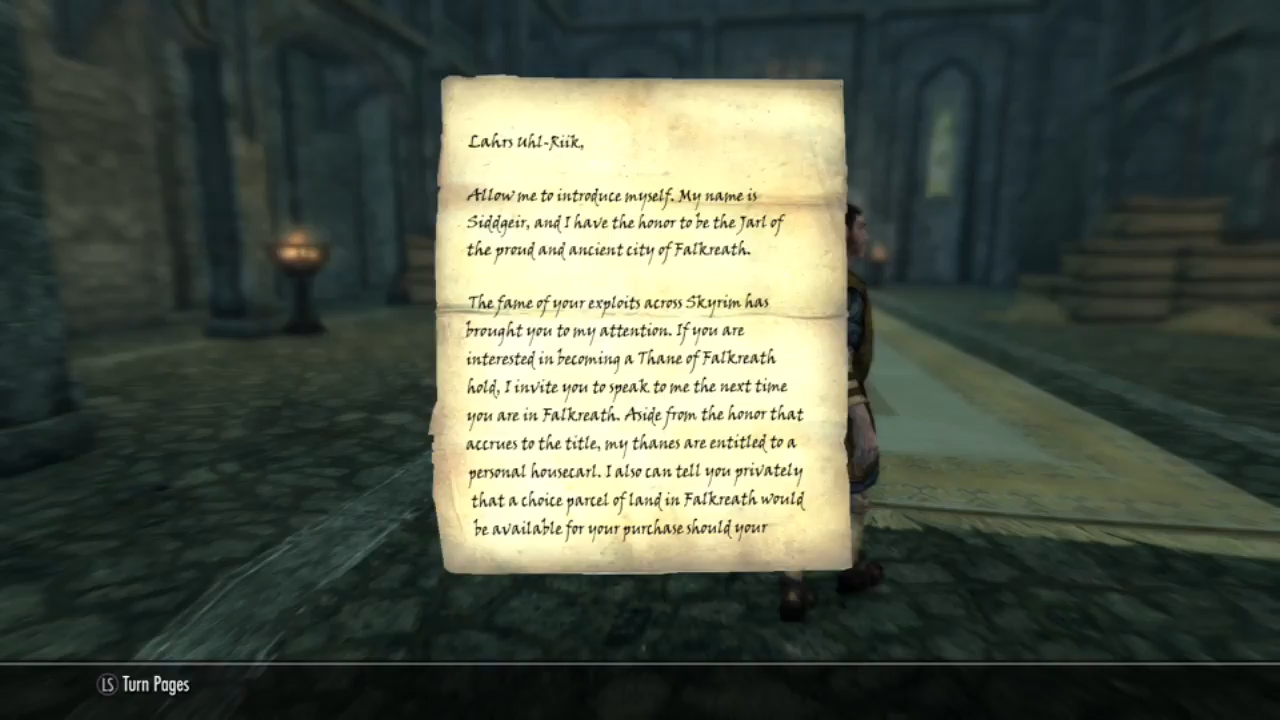 Lahrs Uhl-Riik,
Allow me to introduce myself. My name is
Siddgeir, and I have the honor to be the Jarl of
the proud and ancient city of Falkreath.
The fame of your exploits across Skyrim has
brought you to my attention. If you are
interested in becoming a Thane of Falkreath
hold, I invite you to speak to me the next time
you are in Falkreath. Aside from the honor that
accrues to the title, my thanes are entitled to a
personal housecarl. I also can tell you privately
that a choice parcel of land in Falkreath would
be available for your purchase should your
LS Turn Pages